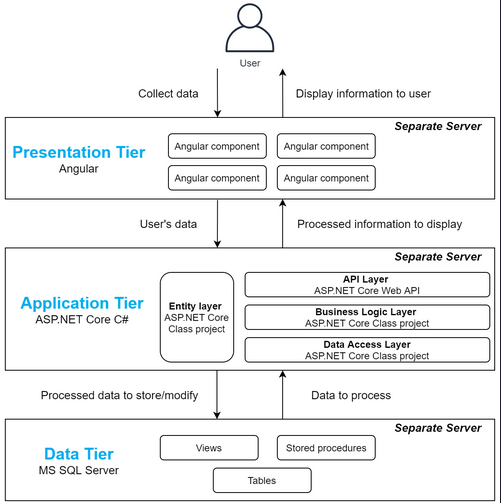 User
Collect data
Display information to user
Separate Server
Presentation Tier
Angular
Angular component
Angular component
Angular component
Angular component
User's data
Processed information to display
Separate Server
Application Tier
ASP.NET Core C#
Entity layer
ASP.NET Core
Class project
API Layer
ASP.NET Core Web API
Business Logic Layer
ASP.NET Core Class project
Data Access Layer
ASP.NET Core Class project
Processed data to store/modify
Data to process
Separate Server
Data Tier
MS SQL Server
Views
Stored procedures
Tables